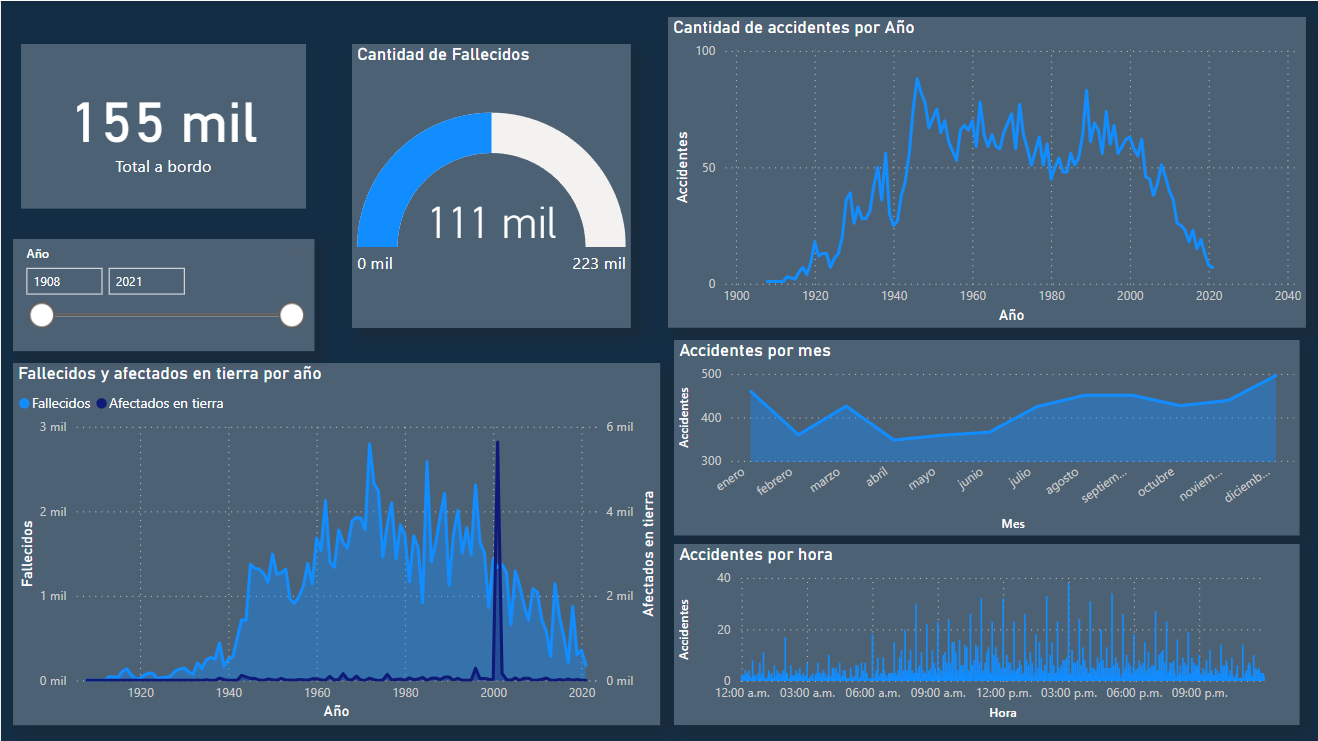 155 mil
Total a bordo
Cantidad de Fallecidos
111 mil
0 mil
223 mil
Año
1908
2021
Cantidad de accidentes por Año
Accidentes
100
50
0
1900 1920 1940 1960 1980 2000 2020 2040
Año
Fallecidos y afectados en tierra por año
Fallecidos Afectados en tierra
Fallecidos
3 mil
2 mil
1 mil
0 mil
6 mil
4 mil
2 mil
0 mil
Afectados en tierra
1920 1940 1960 1980 2000 2020
Año
Accidentes por mes
Accidentes
500
400
300
enero febrero marzo abril mayo junio julio agosto septiem... octubre noviem... diciemb...
Mes
Accidentes por hora
Accidentes
40
20
0
12:00 a.m. 03:00 a.m. 06:00 a.m. 09:00 a.m. 12:00 p.m. 03:00 p.m. 06:00 p.m. 09:00 p.m.
Hora